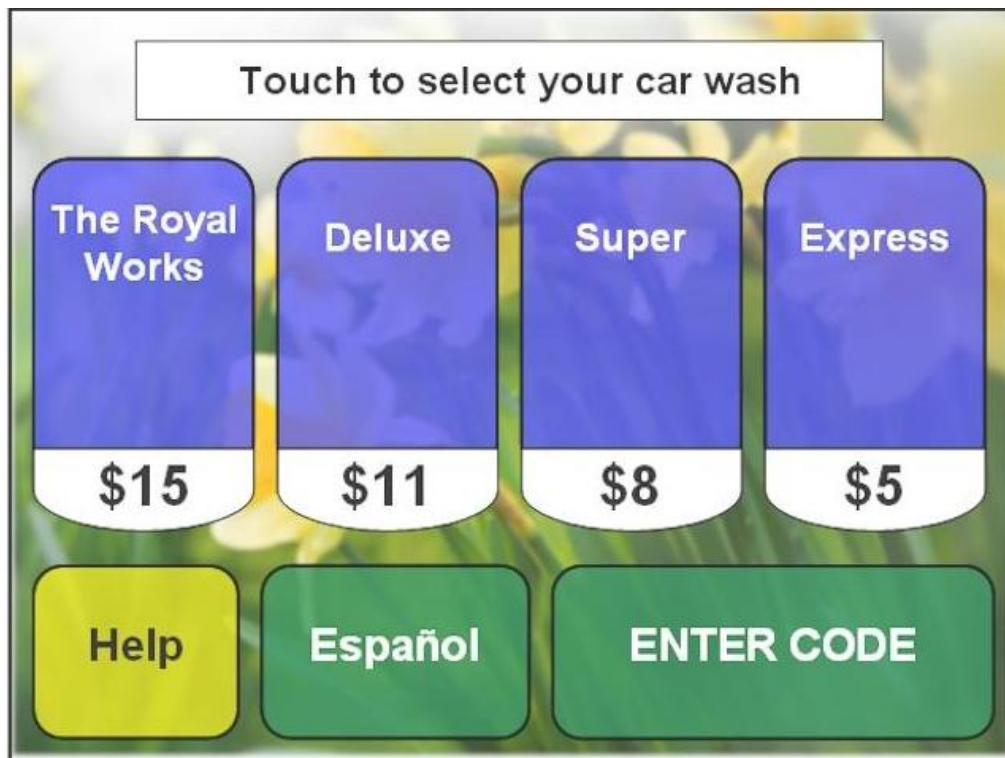 Touch to select your car wash
The Royal
Works
Deluxe
Super
Express
$15
$11
$8
$5
Help
Español
ENTER CODE